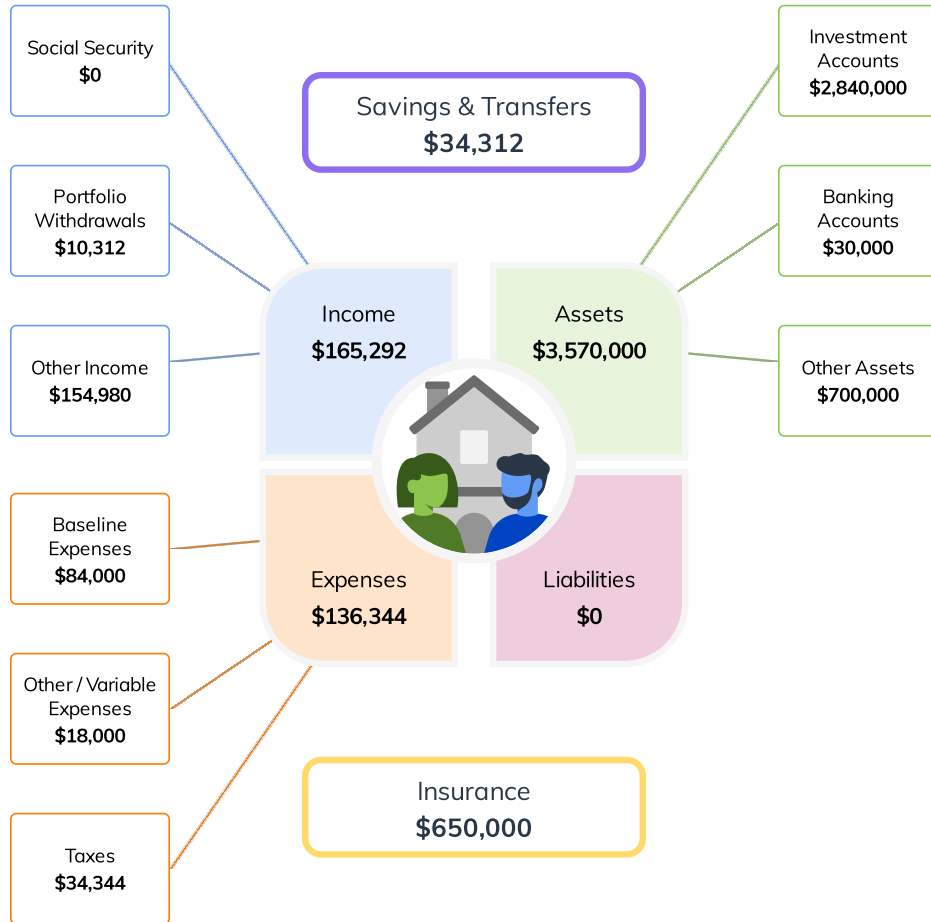 Social Security
$0
Portfolio
Withdrawals
$10,312
Other Income
$154,980
Baseline
Expenses
$84,000
Other / Variable
Expenses
$18,000
Taxes
$34,344
Savings & Transfers
$34,312
Income
$165,292
Assets
$3,570,000
Expenses
$136,344
Liabilities
$0
Insurance
$650,000
Investment
Accounts
$2,840,000
Banking
Accounts
$30,000
Other Assets
$700,000